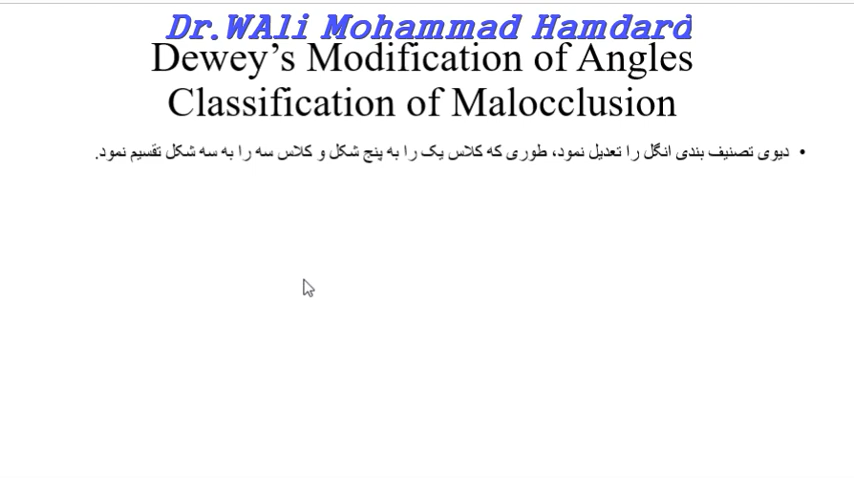 Dr.WAli Mohammad Hamdard
Dewey’s Modification of Angles
Classification of Malocclusion
• دیوی تصنیف بندی انگل را تعدیل نمود، طوری که کلاس یک را به پنج شکل و کلاس سه را به سه شکل تقسیم نمود.